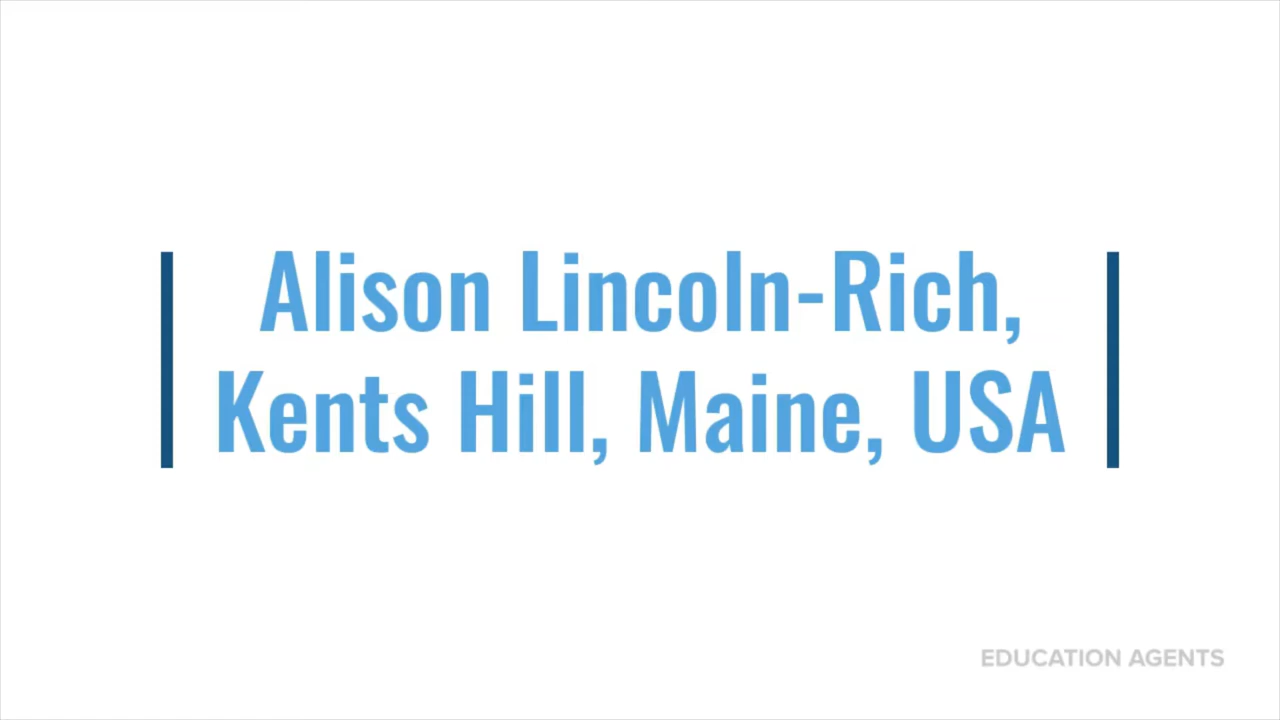 Alison Lincoln-Rich,
Kents Hill, Maine, USA
EDUCATION AGENTS